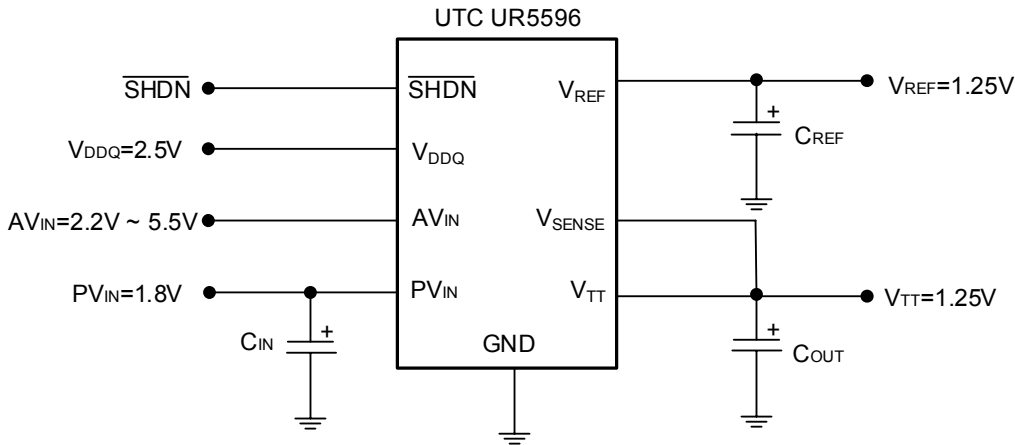 UTC UR5596
SHDN
SHDN
VREF
VREF=1.25V
CREF
VDDQ=2.5V
VDDQ
AVIN=2.2V ~ 5.5V
AVIN
VSENSE
PVIN=1.8V
PVIN
VTT
VTT=1.25V
CIN
+
GND
+
COUT
+